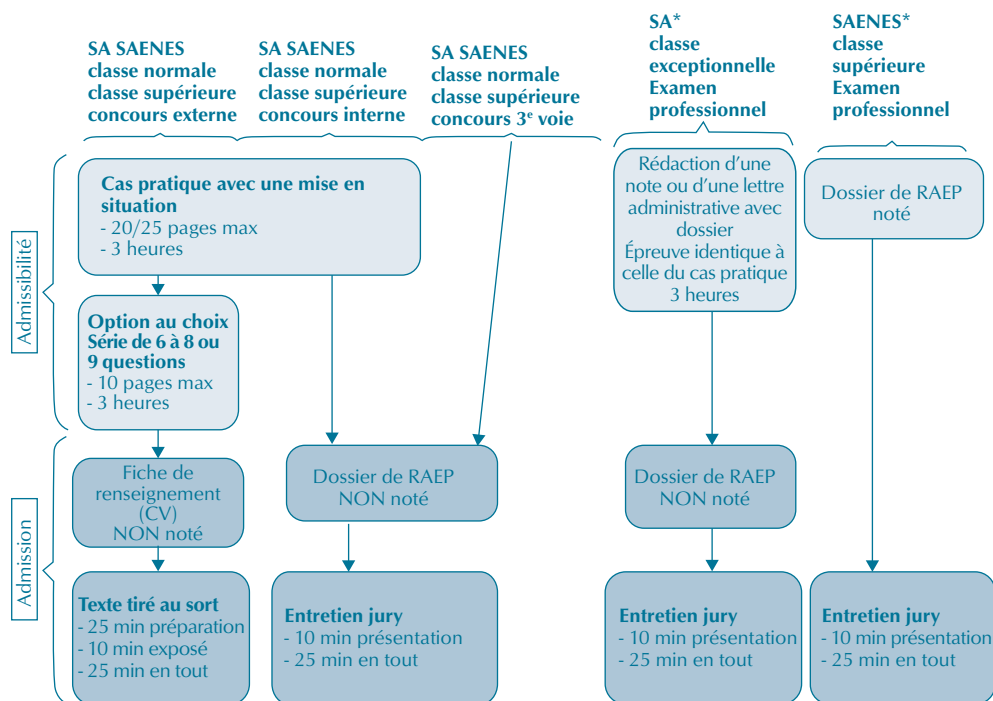 SA SAENES
classe normale
classe supérieure
concours externe
SA SAENES
classe normale
classe supérieure
concours interne
SA SAENES
classe normale
classe supérieure
concours 3e voie
SA*
classe
exceptionnelle
Examen
professionnel
SAENES*
classe
supérieure
Examen
professionnel
Admissibilité
Cas pratique avec une mise en
situation
- 20/25 pages max
- 3 heures
Rédaction d’une
note ou d’une lettre
administrative avec
dossier
Épreuve identique à
celle du cas pratique
3 heures
Dossier de RAEP
noté
Option au choix
Série de 6 à 8 ou
9 questions
- 10 pages max
- 3 heures
Admission
Fiche de
renseignement
(CV)
NON noté
Dossier de RAEP
NON noté
Dossier de RAEP
NON noté
Texte tiré au sort
- 25 min préparation
- 10 min exposé
- 25 min en tout
Entretien jury
- 10 min présentation
- 25 min en tout
Entretien jury
- 10 min présentation
- 25 min en tout
Entretien jury
- 10 min présentation
- 25 min en tout